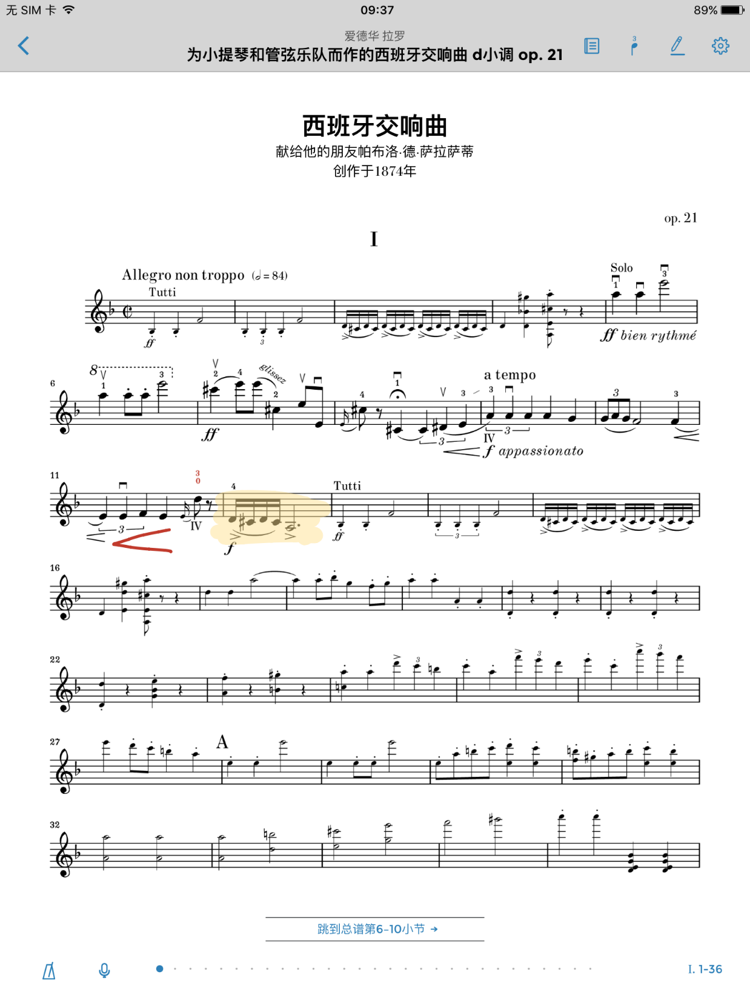 无 SIM 卡 09:37 89%
爱德华 拉罗
为小提琴和管弦乐队而作的西班牙交响曲 d小调 op. 21
3
西班牙交响曲
献给他的朋友帕布洛·德·萨拉萨蒂
创作于1874年
op. 21
I
Allegro non troppo (𝅗𝅥 = 84)
Tutti
Solo
1 3
ff 3 ff bien rythmé
8
6 1 3 2 4 glissez 2 4 1 3
a tempo
3 3 3
ff 3 IV 3
f appassionato
11 3
0
4 Tutti
3 IV ff 3
f
16
22 3 3 3
27 A
32
跳到总谱第6-10小节 →
I. 1-36